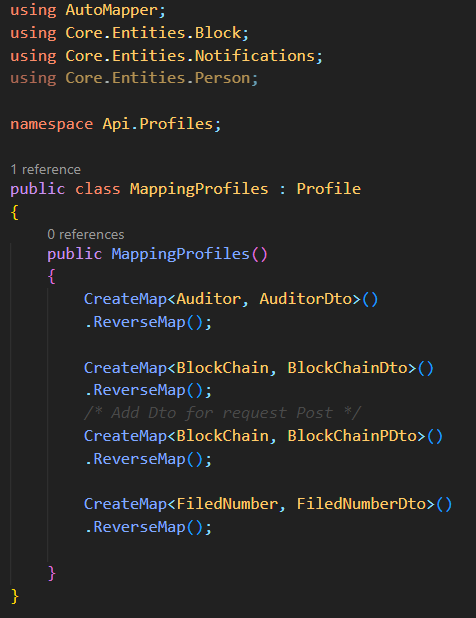 using AutoMapper;
using Core.Entities.Block;
using Core.Entities.Notifications;
using Core.Entities.Person;
namespace Api.Profiles;
1 reference
public class MappingProfiles : Profile
{
0 references
public MappingProfiles()
{
CreateMap<Auditor, AuditorDto>()
.ReverseMap();
CreateMap<BlockChain, BlockChainDto>()
.ReverseMap();
/* Add Dto for request Post */
CreateMap<BlockChain, BlockChainPDto>()
.ReverseMap();
CreateMap<FiledNumber, FiledNumberDto>()
.ReverseMap();
}
}